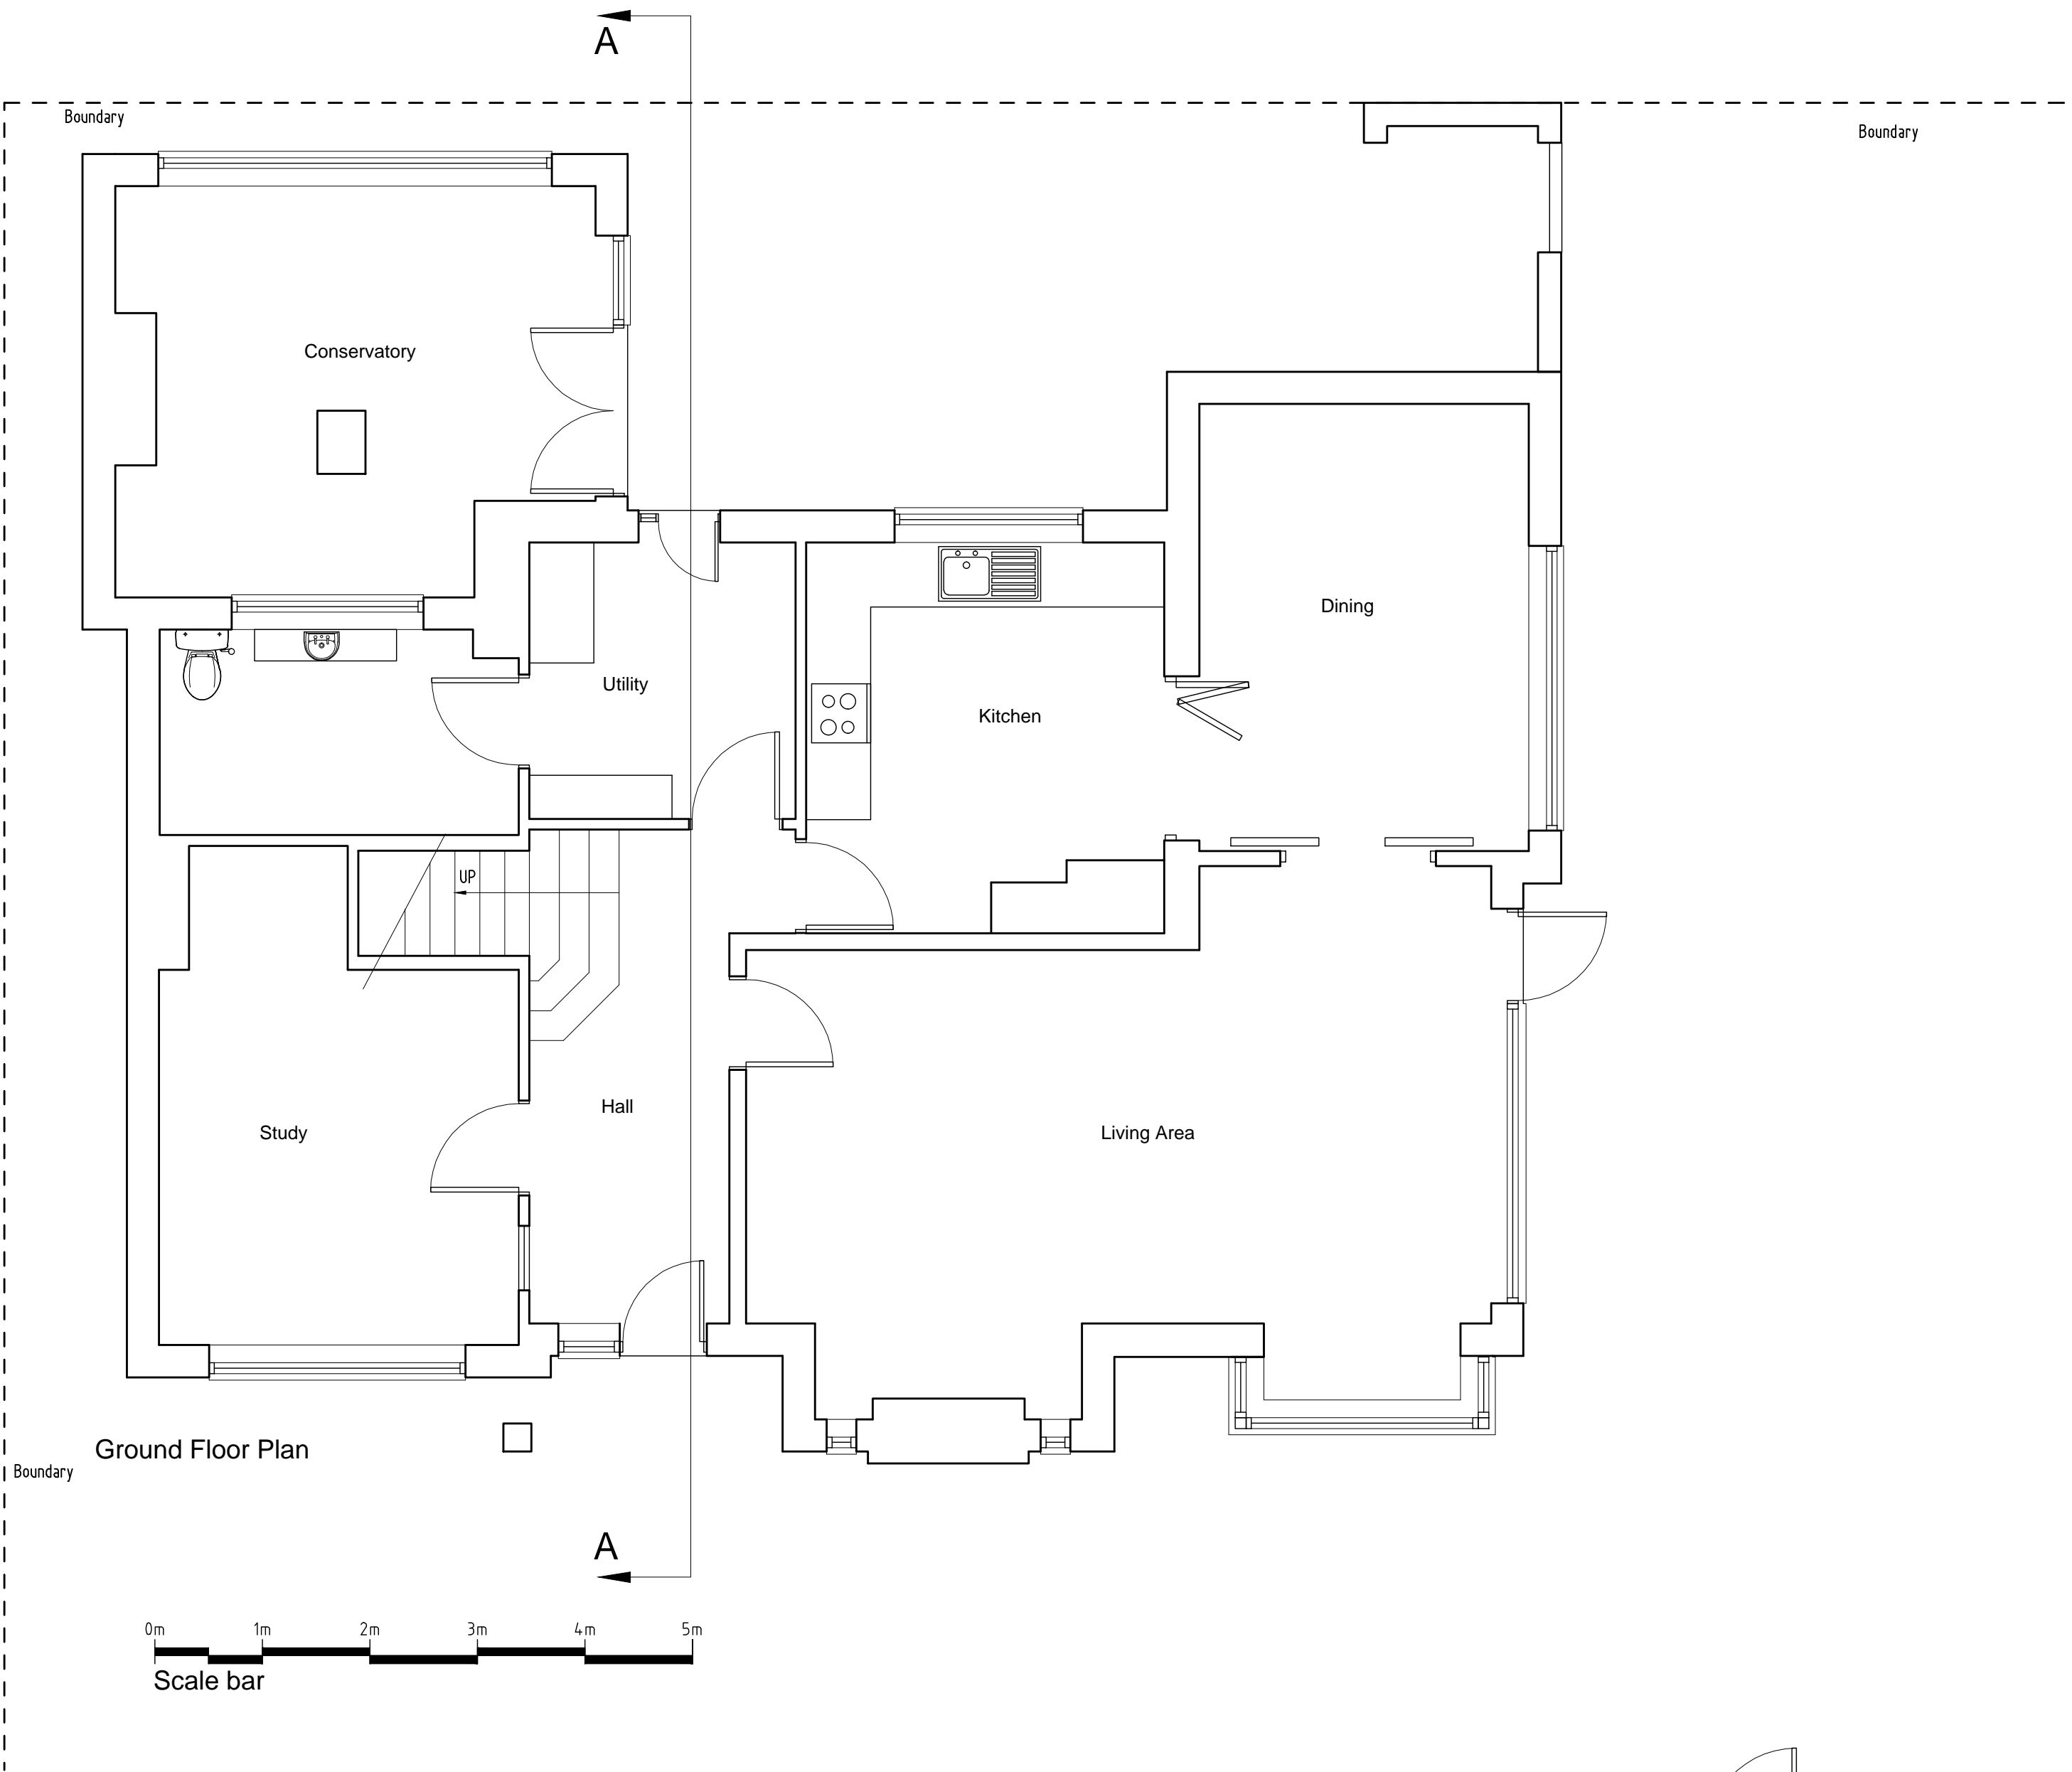 A
Boundary
Boundary
Conservatory
Dining
Utility
Kitchen
UP
Hall
Study
Living Area
Ground Floor Plan
Boundary
A
0m 1m 2m 3m 4m 5m
Scale bar